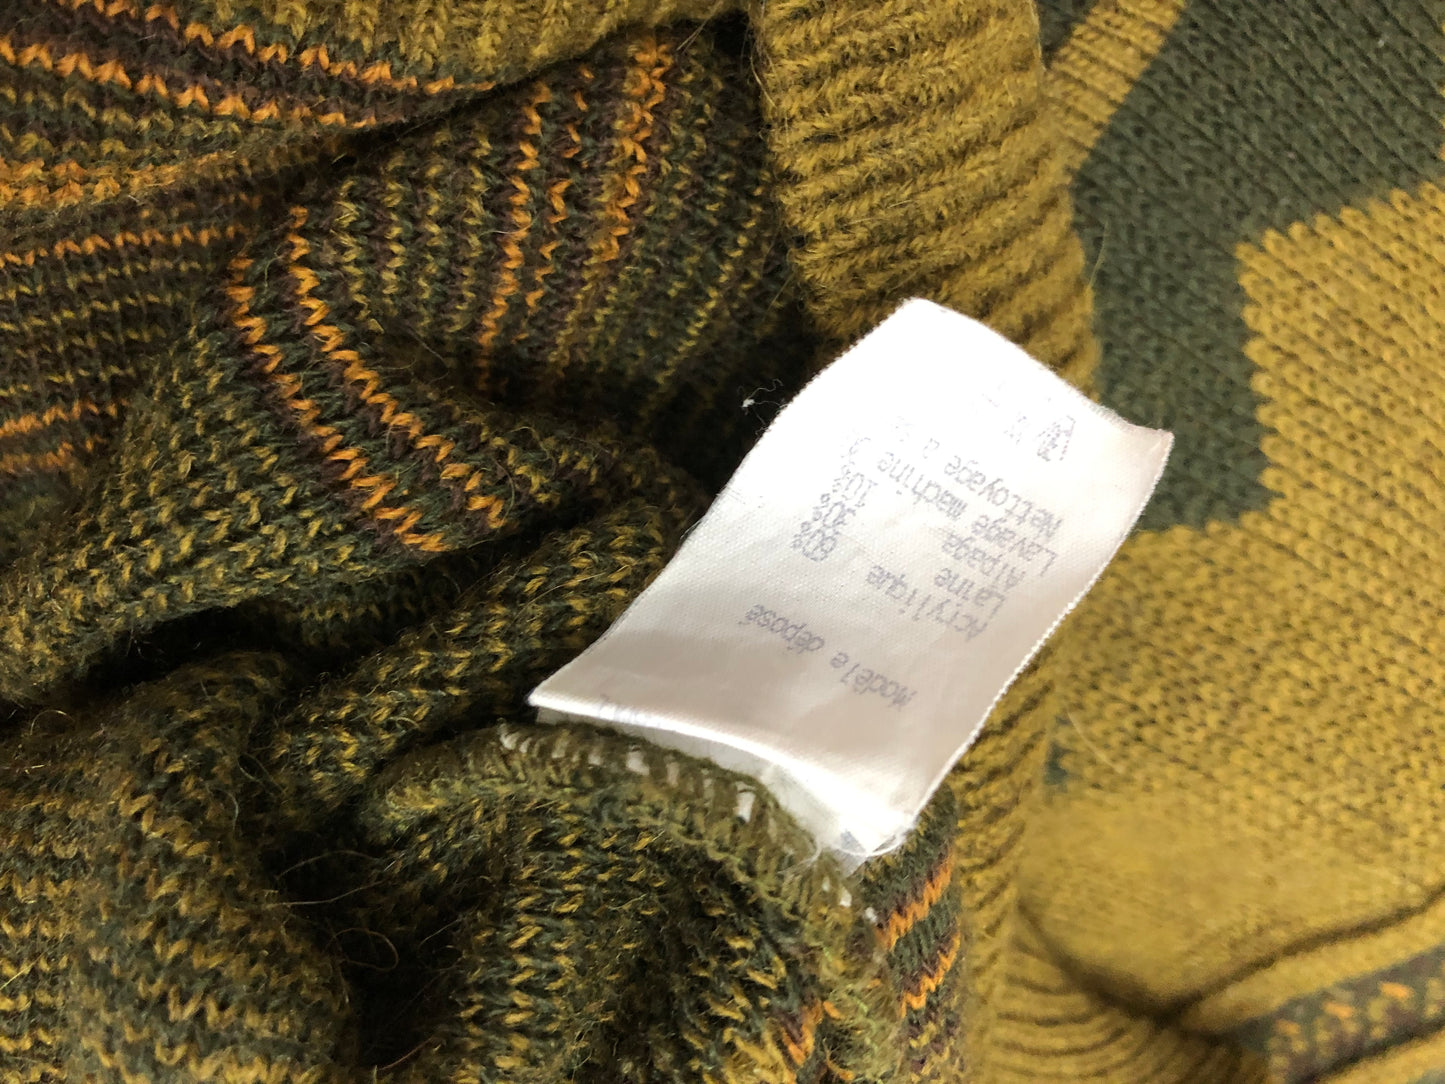 Modèle déposé
Acrylique 60%
Laine 30%
Alpaga 10%
Lavage machine
Nettoyage à